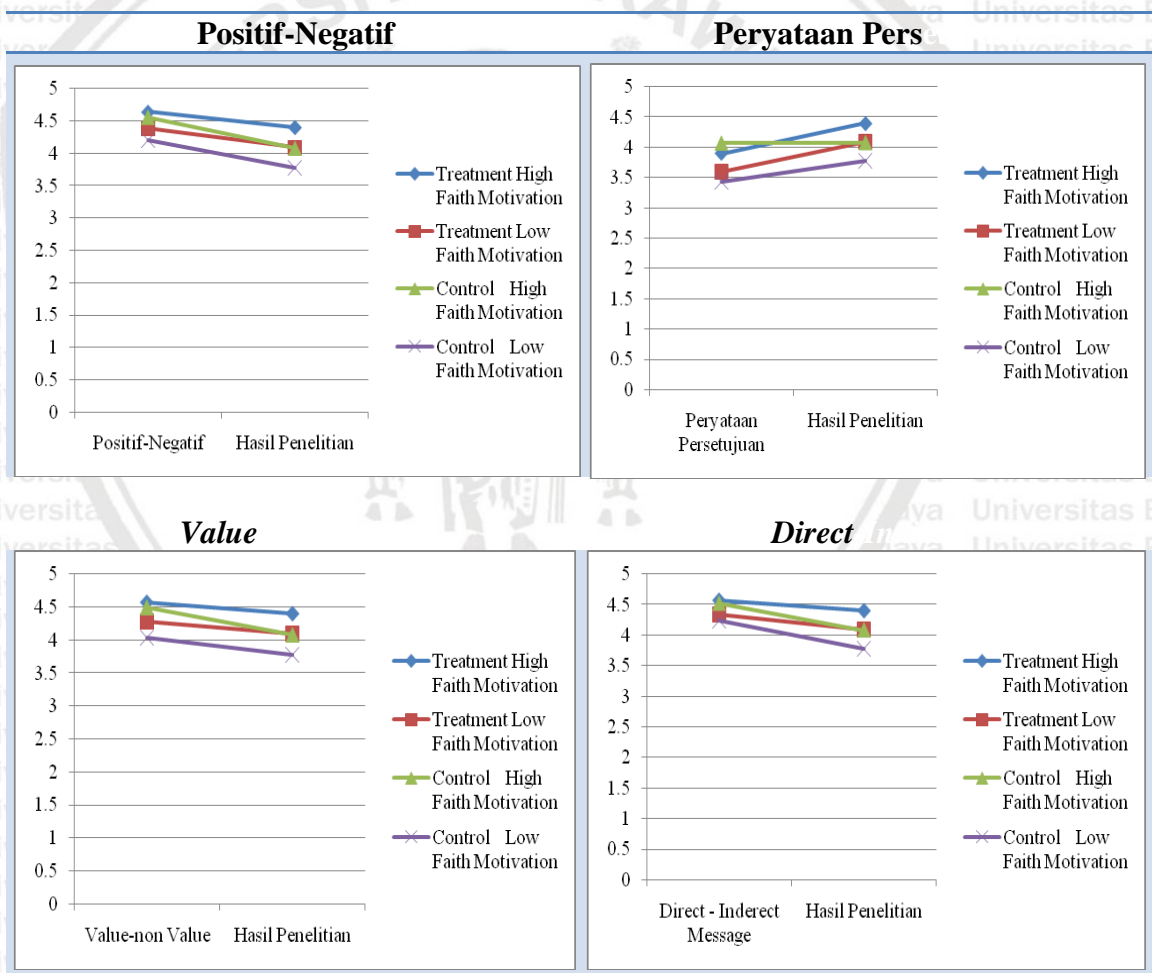 Positif-Negatif
Peryataan Pers
5
4.5
4
3.5
3
2.5
2
1.5
1
0.5
0
Positif-Negatif
Hasil Penelitian
Treatment High
Faith Motivation
Treatment Low
Faith Motivation
Control High
Faith Motivation
Control Low
Faith Motivation
5
4.5
4
3.5
3
2.5
2
1.5
1
0.5
0
Peryataan
Persetujuan
Hasil Penelitian
Treatment High
Faith Motivation
Treatment Low
Faith Motivation
Control High
Faith Motivation
Control Low
Faith Motivation
Universitas
Value
Direct
5
4.5
4
3.5
3
2.5
2
1.5
1
0.5
0
Value-non Value
Hasil Penelitian
Treatment High
Faith Motivation
Treatment Low
Faith Motivation
Control High
Faith Motivation
Control Low
Faith Motivation
5
4.5
4
3.5
3
2.5
2
1.5
1
0.5
0
Direct - Inderect
Message
Hasil Penelitian
Treatment High
Faith Motivation
Treatment Low
Faith Motivation
Control High
Faith Motivation
Control Low
Faith Motivation